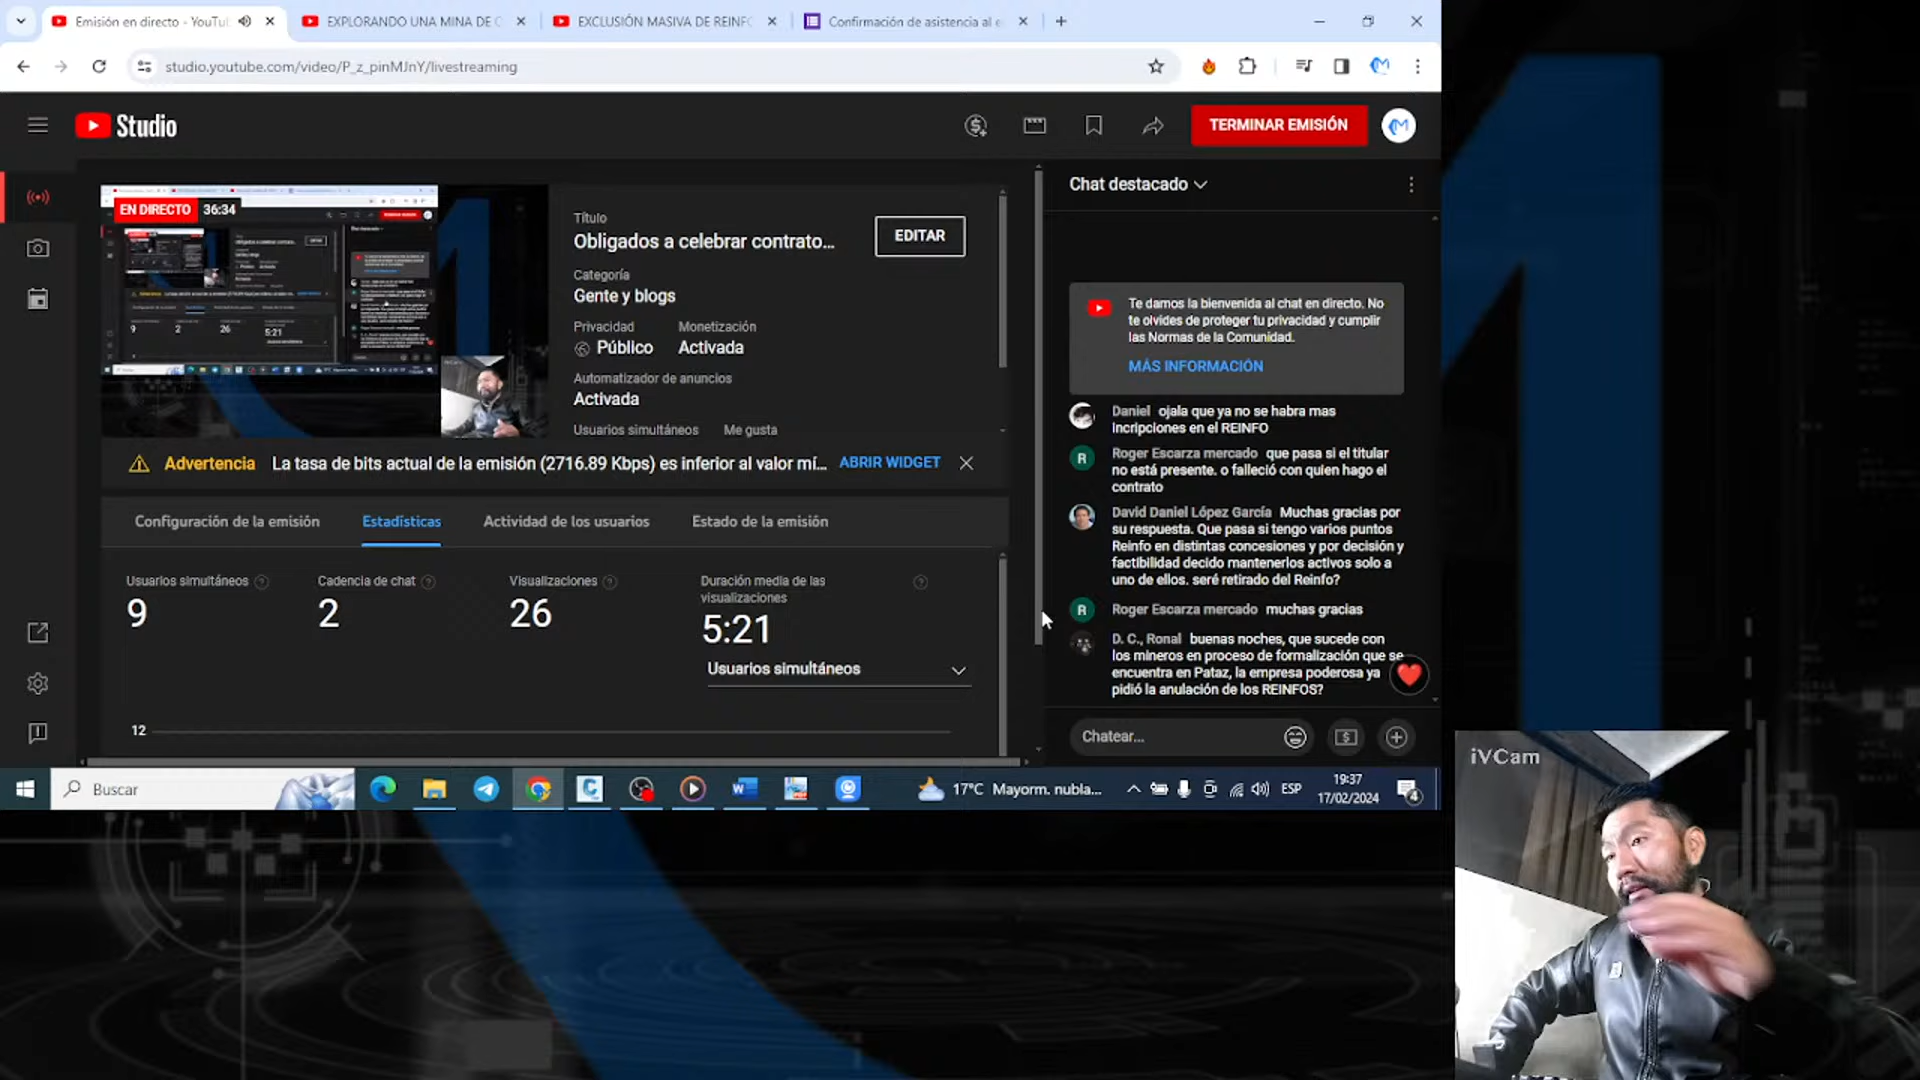 Emisión en directo - YouTu
EXPLORANDO UNA MINA DE
EXCLUSIÓN MASIVA DE REINFO
Confirmación de asistencia al e
studio.youtube.com/video/P_z_pinMJnY/livestreaming
Studio
TERMINAR EMISIÓN
EN DIRECTO 36:34
Título
Obligados a celebrar contrato...
EDITAR
Categoría
Gente y blogs
Privacidad
Monetización
Público
Activada
Automatizador de anuncios
Activada
Usuarios simultáneos
Me gusta
Advertencia La tasa de bits actual de la emisión (2716.89 Kbps) es inferior al valor mí... ABRIR WIDGET
Configuración de la emisión
Estadísticas
Actividad de los usuarios
Estado de la emisión
Usuarios simultáneos
9
Cadencia de chat
2
Visualizaciones
26
Duración media de las
visualizaciones
5:21
Usuarios simultáneos
12
Chat destacado
Te damos la bienvenida al chat en directo. No
te olvides de proteger tu privacidad y cumplir
las Normas de la Comunidad.
MÁS INFORMACIÓN
Daniel ojala que ya no se habra mas
incripciones en el REINFO
R
Roger Escarza mercado que pasa si el titular
no está presente. o falleció con quien hago el
contrato
David Daniel López García Muchas gracias por
su respuesta. Que pasa si tengo varios puntos
Reinfo en distintas concesiones y por decisión y
factibilidad decido mantenerlos activos solo a
uno de ellos. seré retirado del Reinfo?
R
Roger Escarza mercado muchas gracias
D. C., Ronal buenas noches, que sucede con
los mineros en proceso de formalización que se
encuentra en Pataz, la empresa poderosa ya
pidió la anulación de los REINFOS?
Chatear...
Buscar
17°C Mayorm. nubla...
ESP
19:37
17/02/2024
4
iVCam